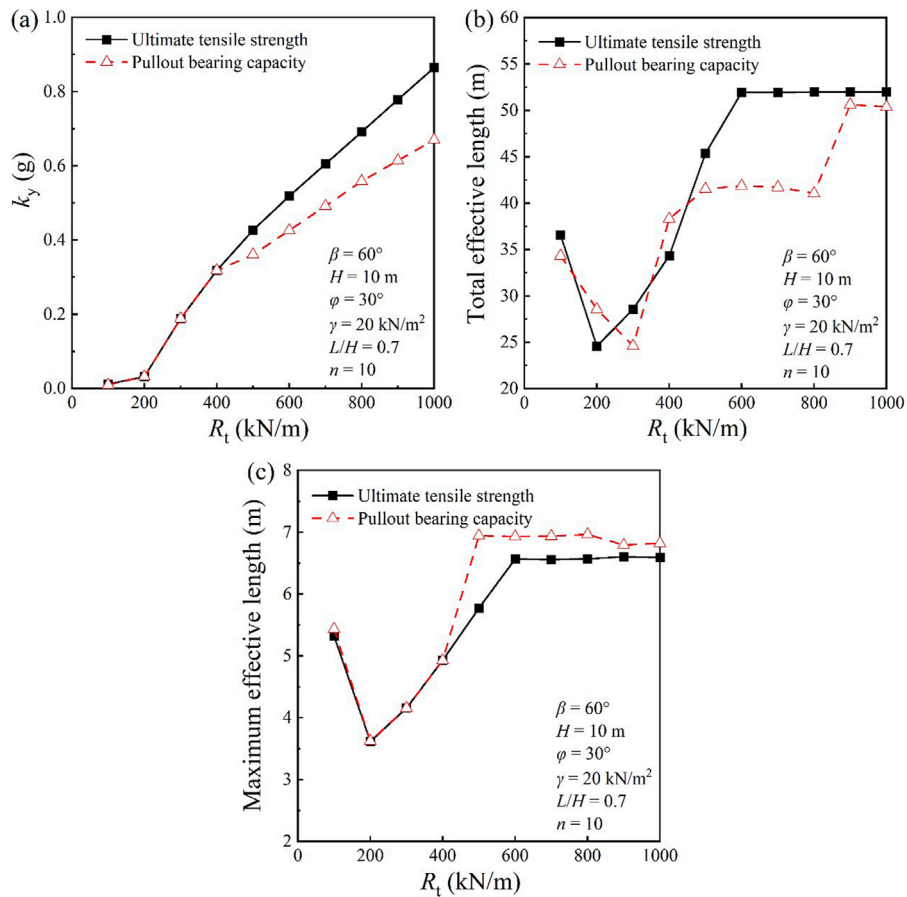 (a)
1.0
0.8
0.6
0.4
0.2
0.0
k_y (g)
Ultimate tensile strength
Pullout bearing capacity
β = 60°
H = 10 m
φ = 30°
γ = 20 kN/m²
L/H = 0.7
n = 10
0 200 400 600 800 1000
R_t (kN/m)
(b)
60
55
50
45
40
35
30
25
20
Total effective length (m)
Ultimate tensile strength
Pullout bearing capacity
β = 60°
H = 10 m
φ = 30°
γ = 20 kN/m²
L/H = 0.7
n = 10
0 200 400 600 800 1000
R_t (kN/m)
(c)
8
7
6
5
4
3
2
Maximum effective length (m)
Ultimate tensile strength
Pullout bearing capacity
β = 60°
H = 10 m
φ = 30°
γ = 20 kN/m²
L/H = 0.7
n = 10
0 200 400 600 800 1000
R_t (kN/m)